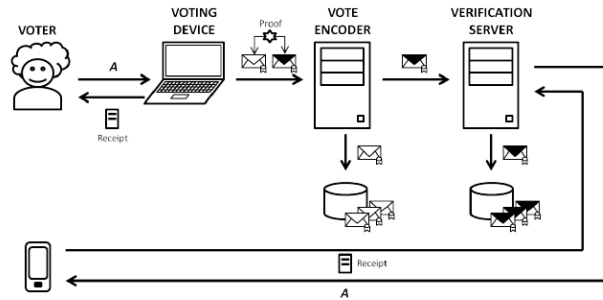 VOTER
VOTING
DEVICE
Proof
VOTE
ENCODER
VERIFICATION
SERVER
A
Receipt
Receipt
A